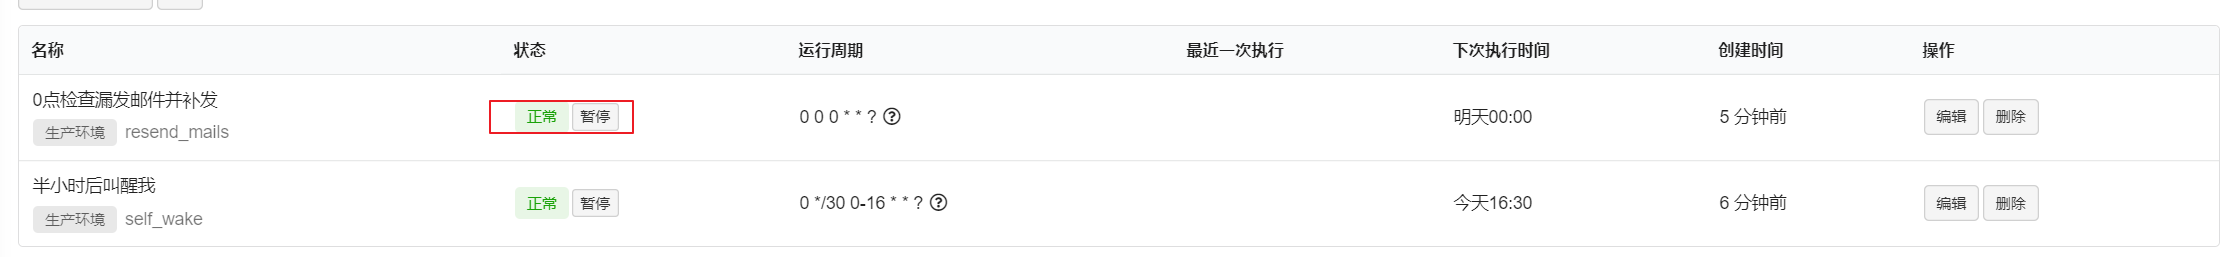 名称 状态 运行周期 最近一次执行 下次执行时间 创建时间 操作
0点检查漏发邮件并补发
正常 暂停 0 0 0 * * ? 明天00:00 5 分钟前 编辑 删除
生产环境 resend_mails
半小时后叫醒我
正常 暂停 0 */30 0-16 * * ? 今天16:30 6 分钟前 编辑 删除
生产环境 self_wake